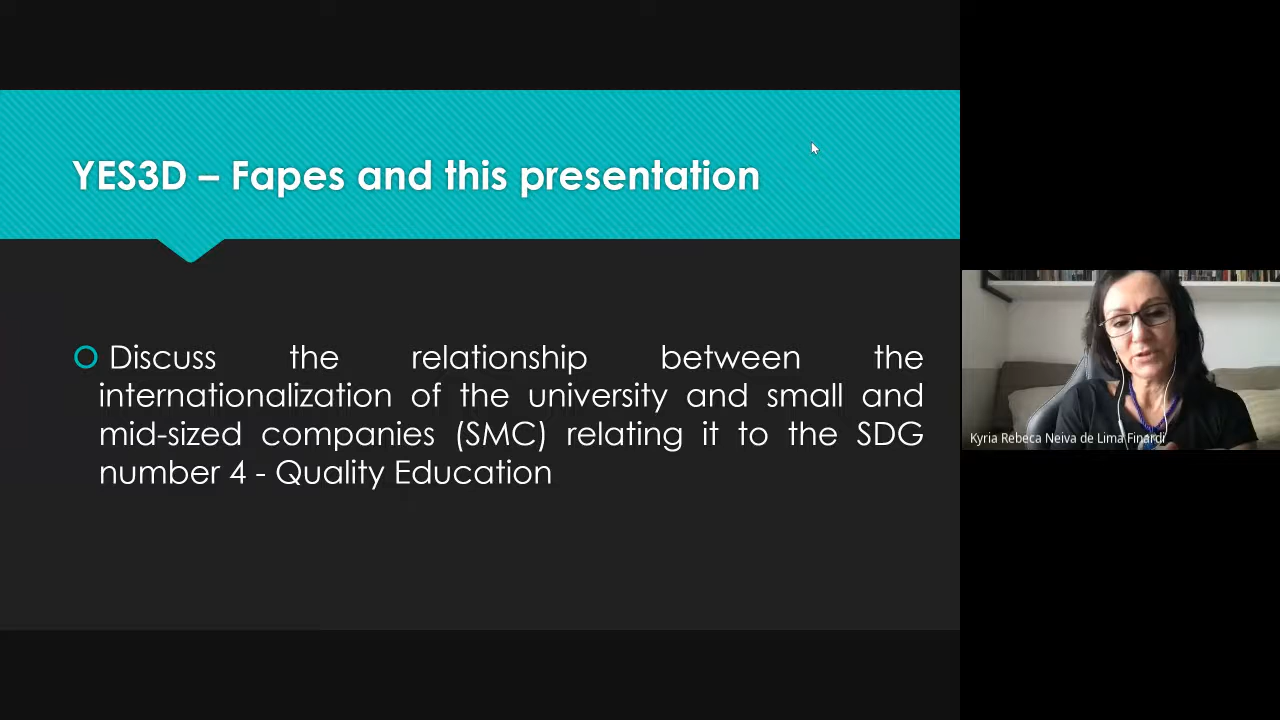 YES3D – Fapes and this presentation
Discuss the relationship between the
internationalization of the university and small and
mid-sized companies (SMC) relating it to the SDG
number 4 - Quality Education
Kyria Rebeca Neiva de Lima Finardi